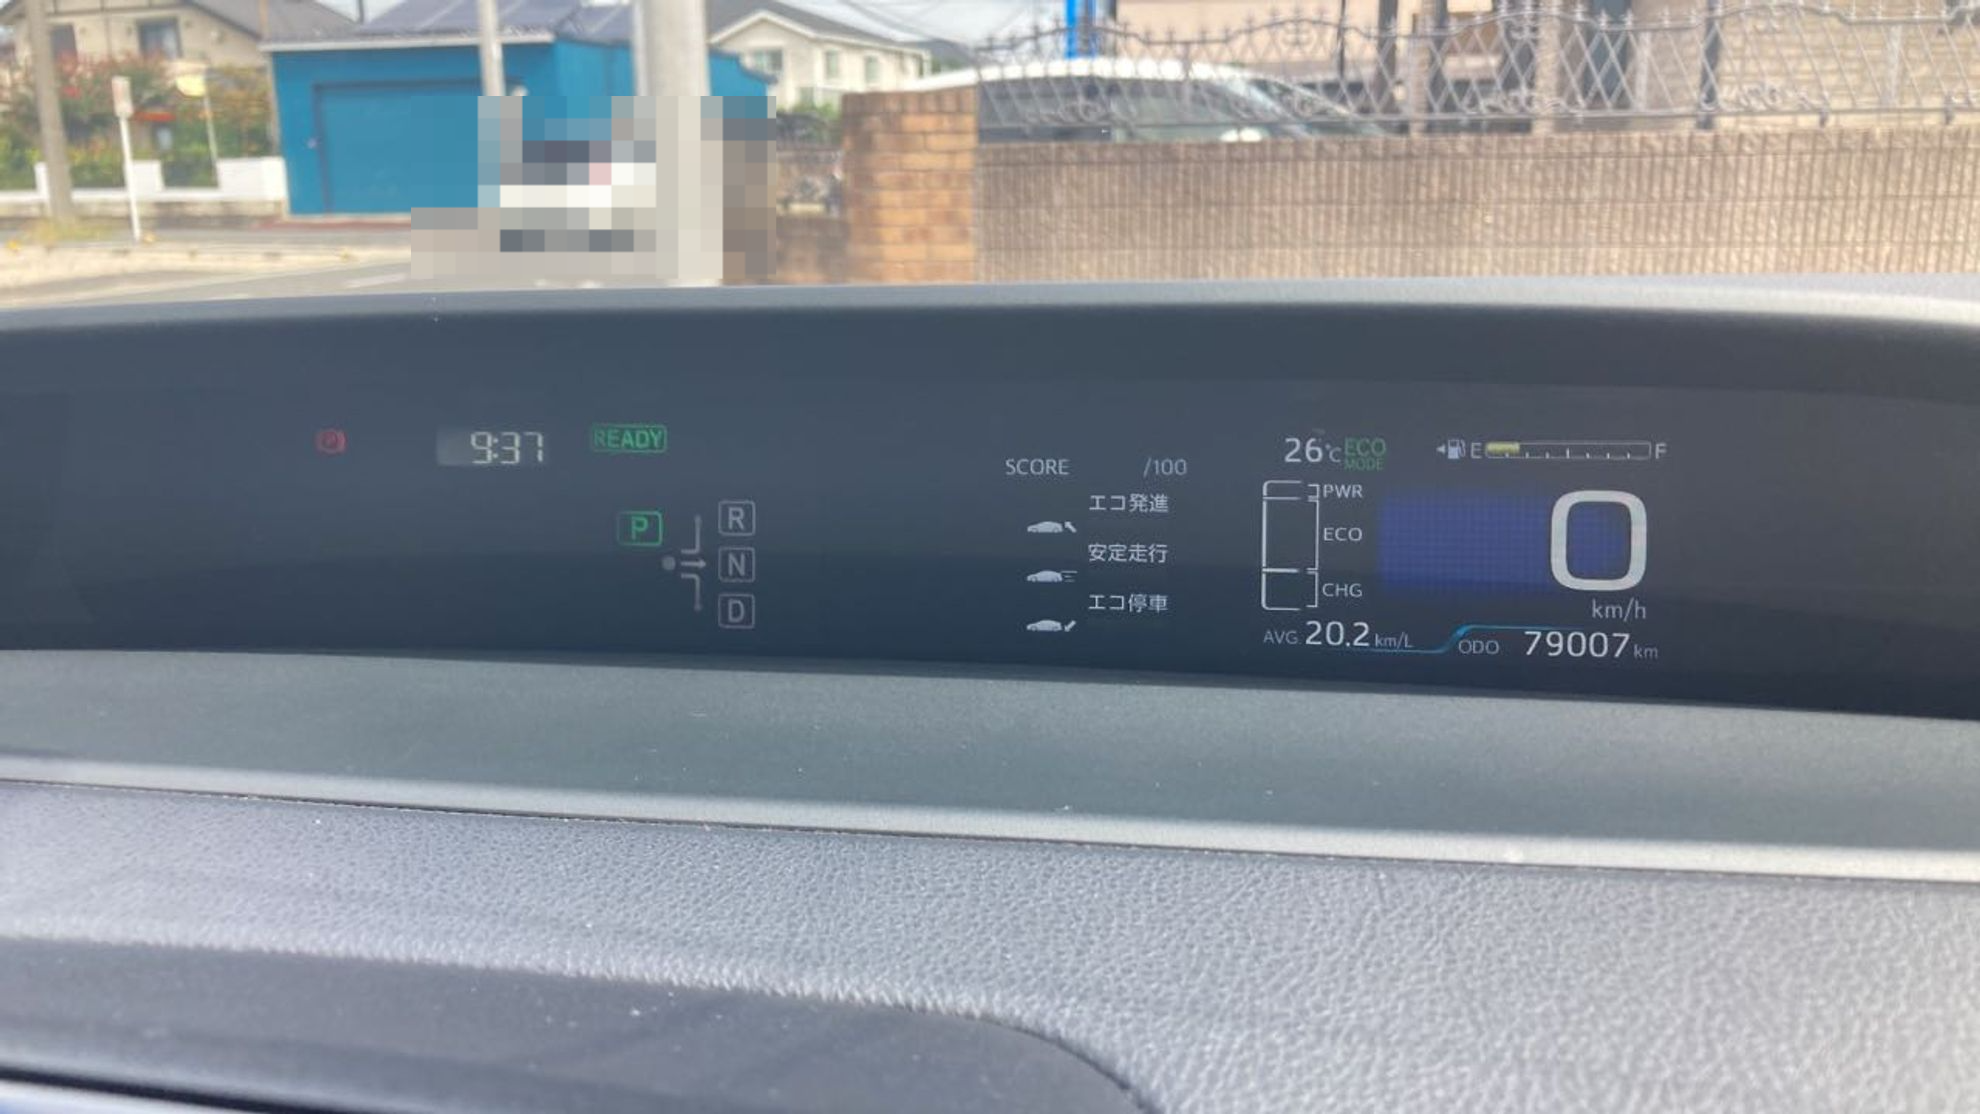 9:37 READY
P R
N
D
SCORE /100
エコ発進
安定走行
エコ停車
26℃ ECO MODE E F
PWR
ECO
CHG
0
km/h
AVG. 20.2 km/L ODO 79007 km